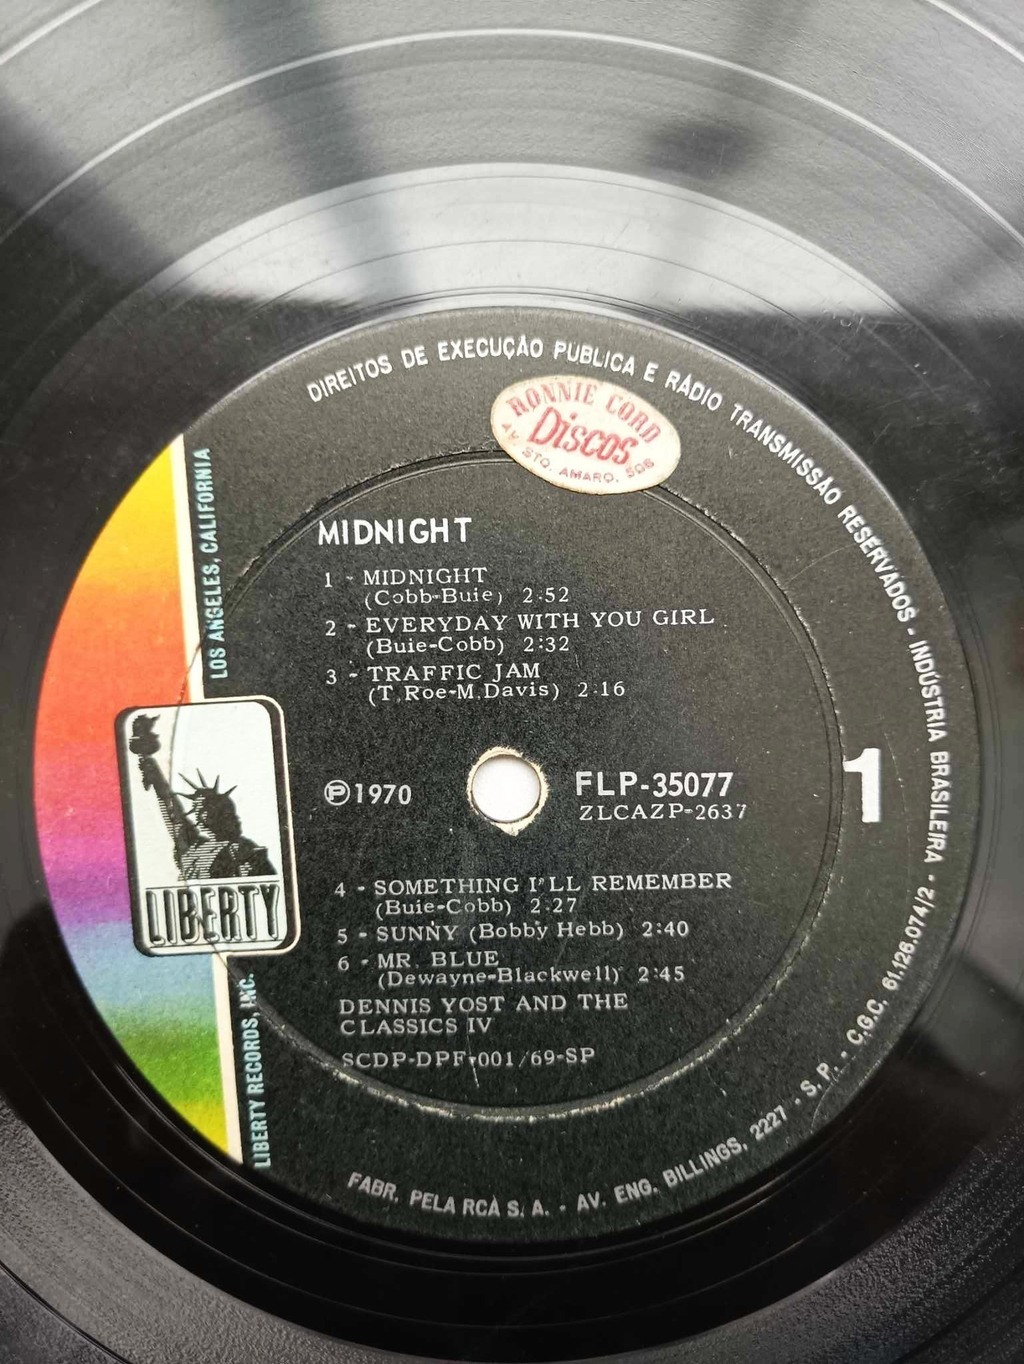 DIREITOS DE EXECUÇÃO PUBLICA E RÁDIO TRANSMISSÃO RESERVADOS - INDÚSTRIA BRASILEIRA
RONNIE CORD
Discos
AV. STO. AMARO, 506
LOS ANGELES, CALIFORNIA
MIDNIGHT
1 - MIDNIGHT
(Cobb-Buie) 2:52
2 - EVERYDAY WITH YOU GIRL
(Buie-Cobb) 2:32
3 - TRAFFIC JAM
(T.Roe-M.Davis) 2:16
℗1970
FLP-35077
ZLCAZP-2637
1
LIBERTY
4 - SOMETHING I'LL REMEMBER
(Buie-Cobb) 2:27
5 - SUNNY (Bobby Hebb) 2:40
6 - MR. BLUE
(Dewayne-Blackwell) 2:45
DENNIS YOST AND THE
CLASSICS IV
SCDP-DPF-001/69-SP
LIBERTY RECORDS, INC.
FABR. PELA RCA S. A. - AV. ENG. BILLINGS, 2227 - S. P. - C.G.C. 61.126.074/2 -